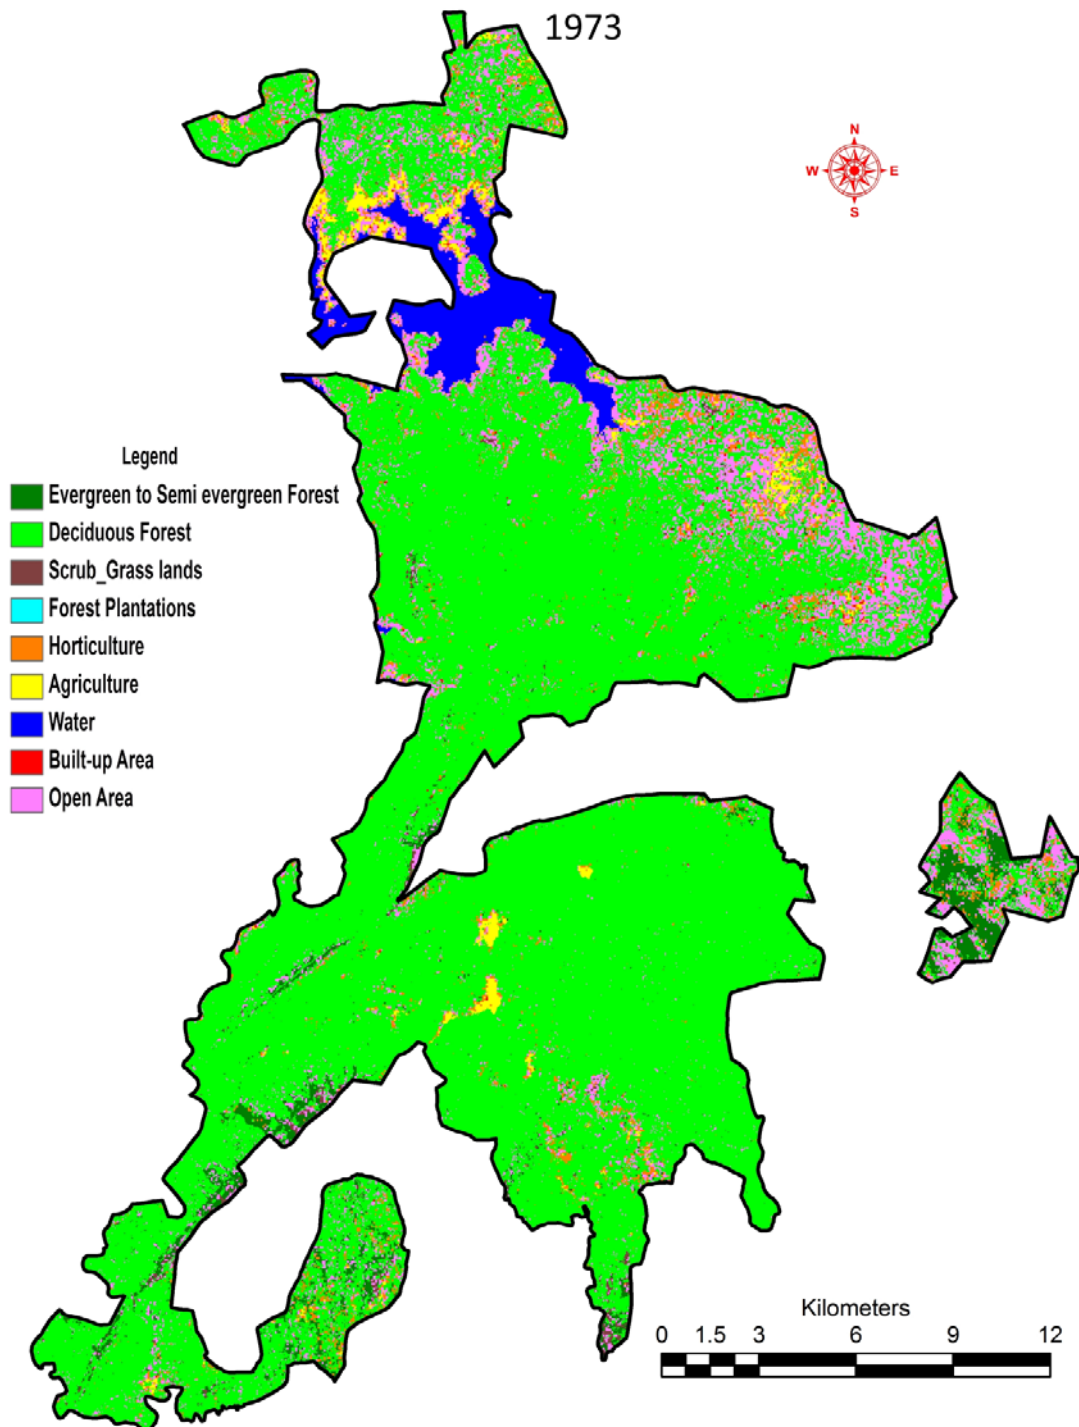 1973
N
W E
S
Legend
Evergreen to Semi evergreen Forest
Deciduous Forest
Scrub_Grass lands
Forest Plantations
Horticulture
Agriculture
Water
Built-up Area
Open Area
Kilometers
0 1.5 3 6 9 12